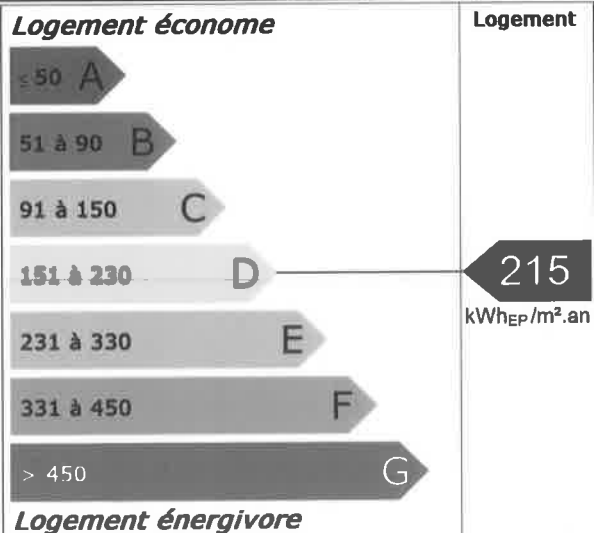 Logement économe
Logement
≤ 50 A
51 à 90 B
91 à 150 C
151 à 230 D
215
kWhEP/m².an
231 à 330 E
331 à 450 F
> 450 G
Logement énergivore